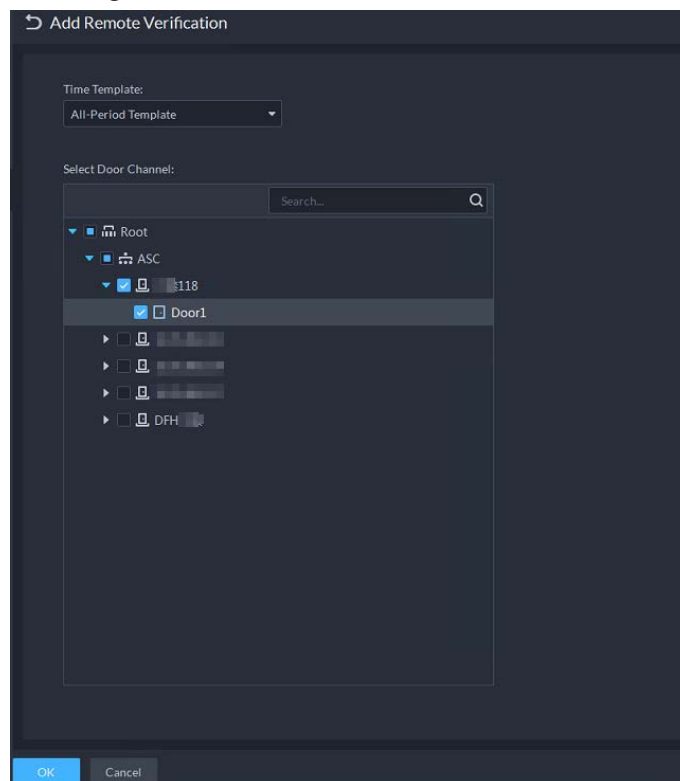 Add Remote Verification
Time Template:
All-Period Template
Select Door Channel:
Search...
Root
ASC
118
Door1
DFH
OK
Cancel